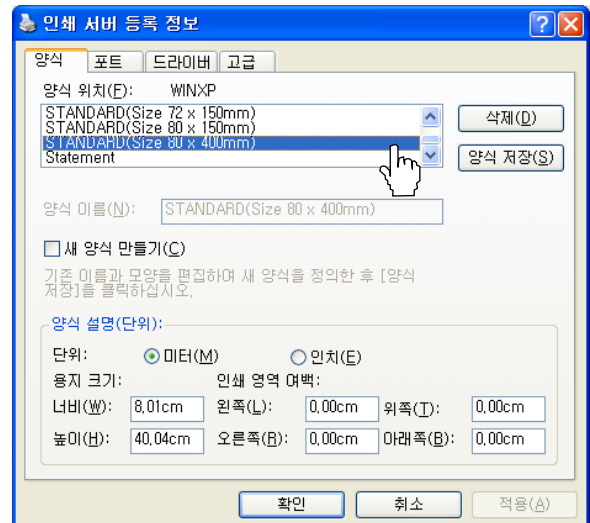 인쇄 서버 등록 정보
양식 포트 드라이버 고급
양식 위치(F): WINXP
STANDARD(Size 72 x 150mm)
STANDARD(Size 80 x 150mm)
STANDARD(Size 80 x 400mm)
Statement
삭제(D)
양식 저장(S)
양식 이름(N): STANDARD(Size 80 x 400mm)
새 양식 만들기(C)
기존 이름과 모양을 편집하며 새 양식을 정의한 후 [양식
저장]을 클릭하십시오.
양식 설명(단위):
단위: 미터(M) 인치(E)
용지 크기: 인쇄 영역 여백:
너비(W): 8,01cm 왼쪽(L): 0,00cm 위쪽(T): 0,00cm
높이(H): 40,04cm 오른쪽(R): 0,00cm 아래쪽(B): 0,00cm
확인 취소 적용(A)